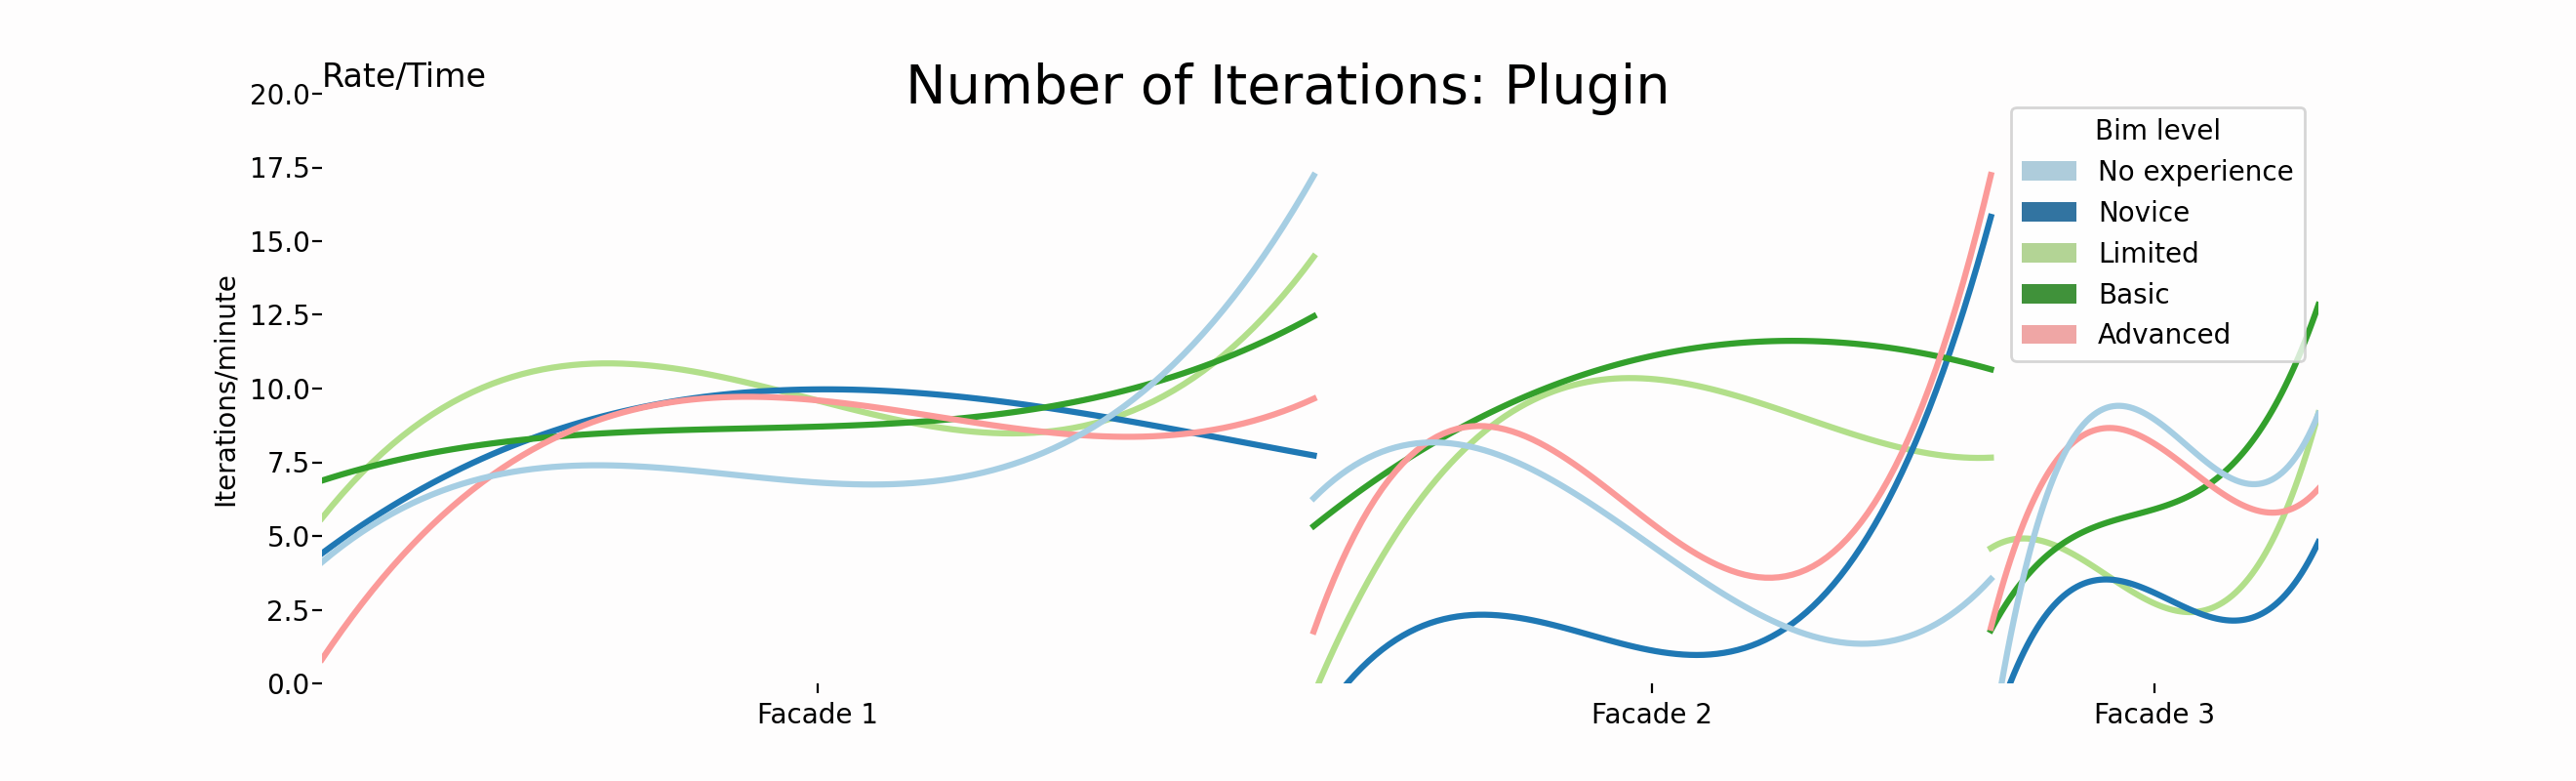 Number of Iterations: Plugin
Rate/Time
Iterations/minute
20.0
17.5
15.0
12.5
10.0
7.5
5.0
2.5
0.0
Facade 1
Facade 2
Facade 3
Bim level
No experience
Novice
Limited
Basic
Advanced